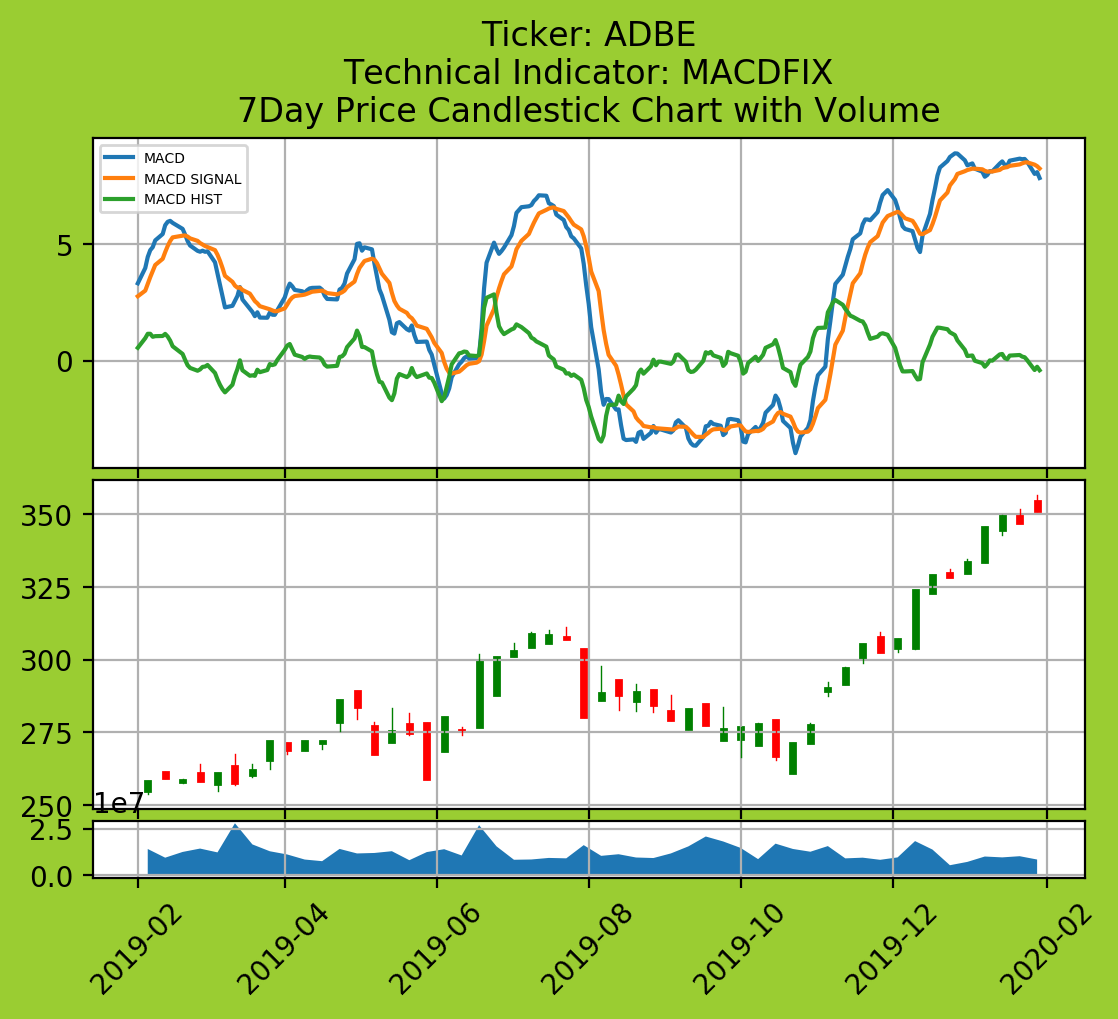 Ticker: ADBE
Technical Indicator: MACDFIX
7Day Price Candlestick Chart with Volume
MACD
MACD SIGNAL
MACD HIST
5
0
350
325
300
275
250
1e7
2.5
0.0
2019-02
2019-04
2019-06
2019-08
2019-10
2019-12
2020-02